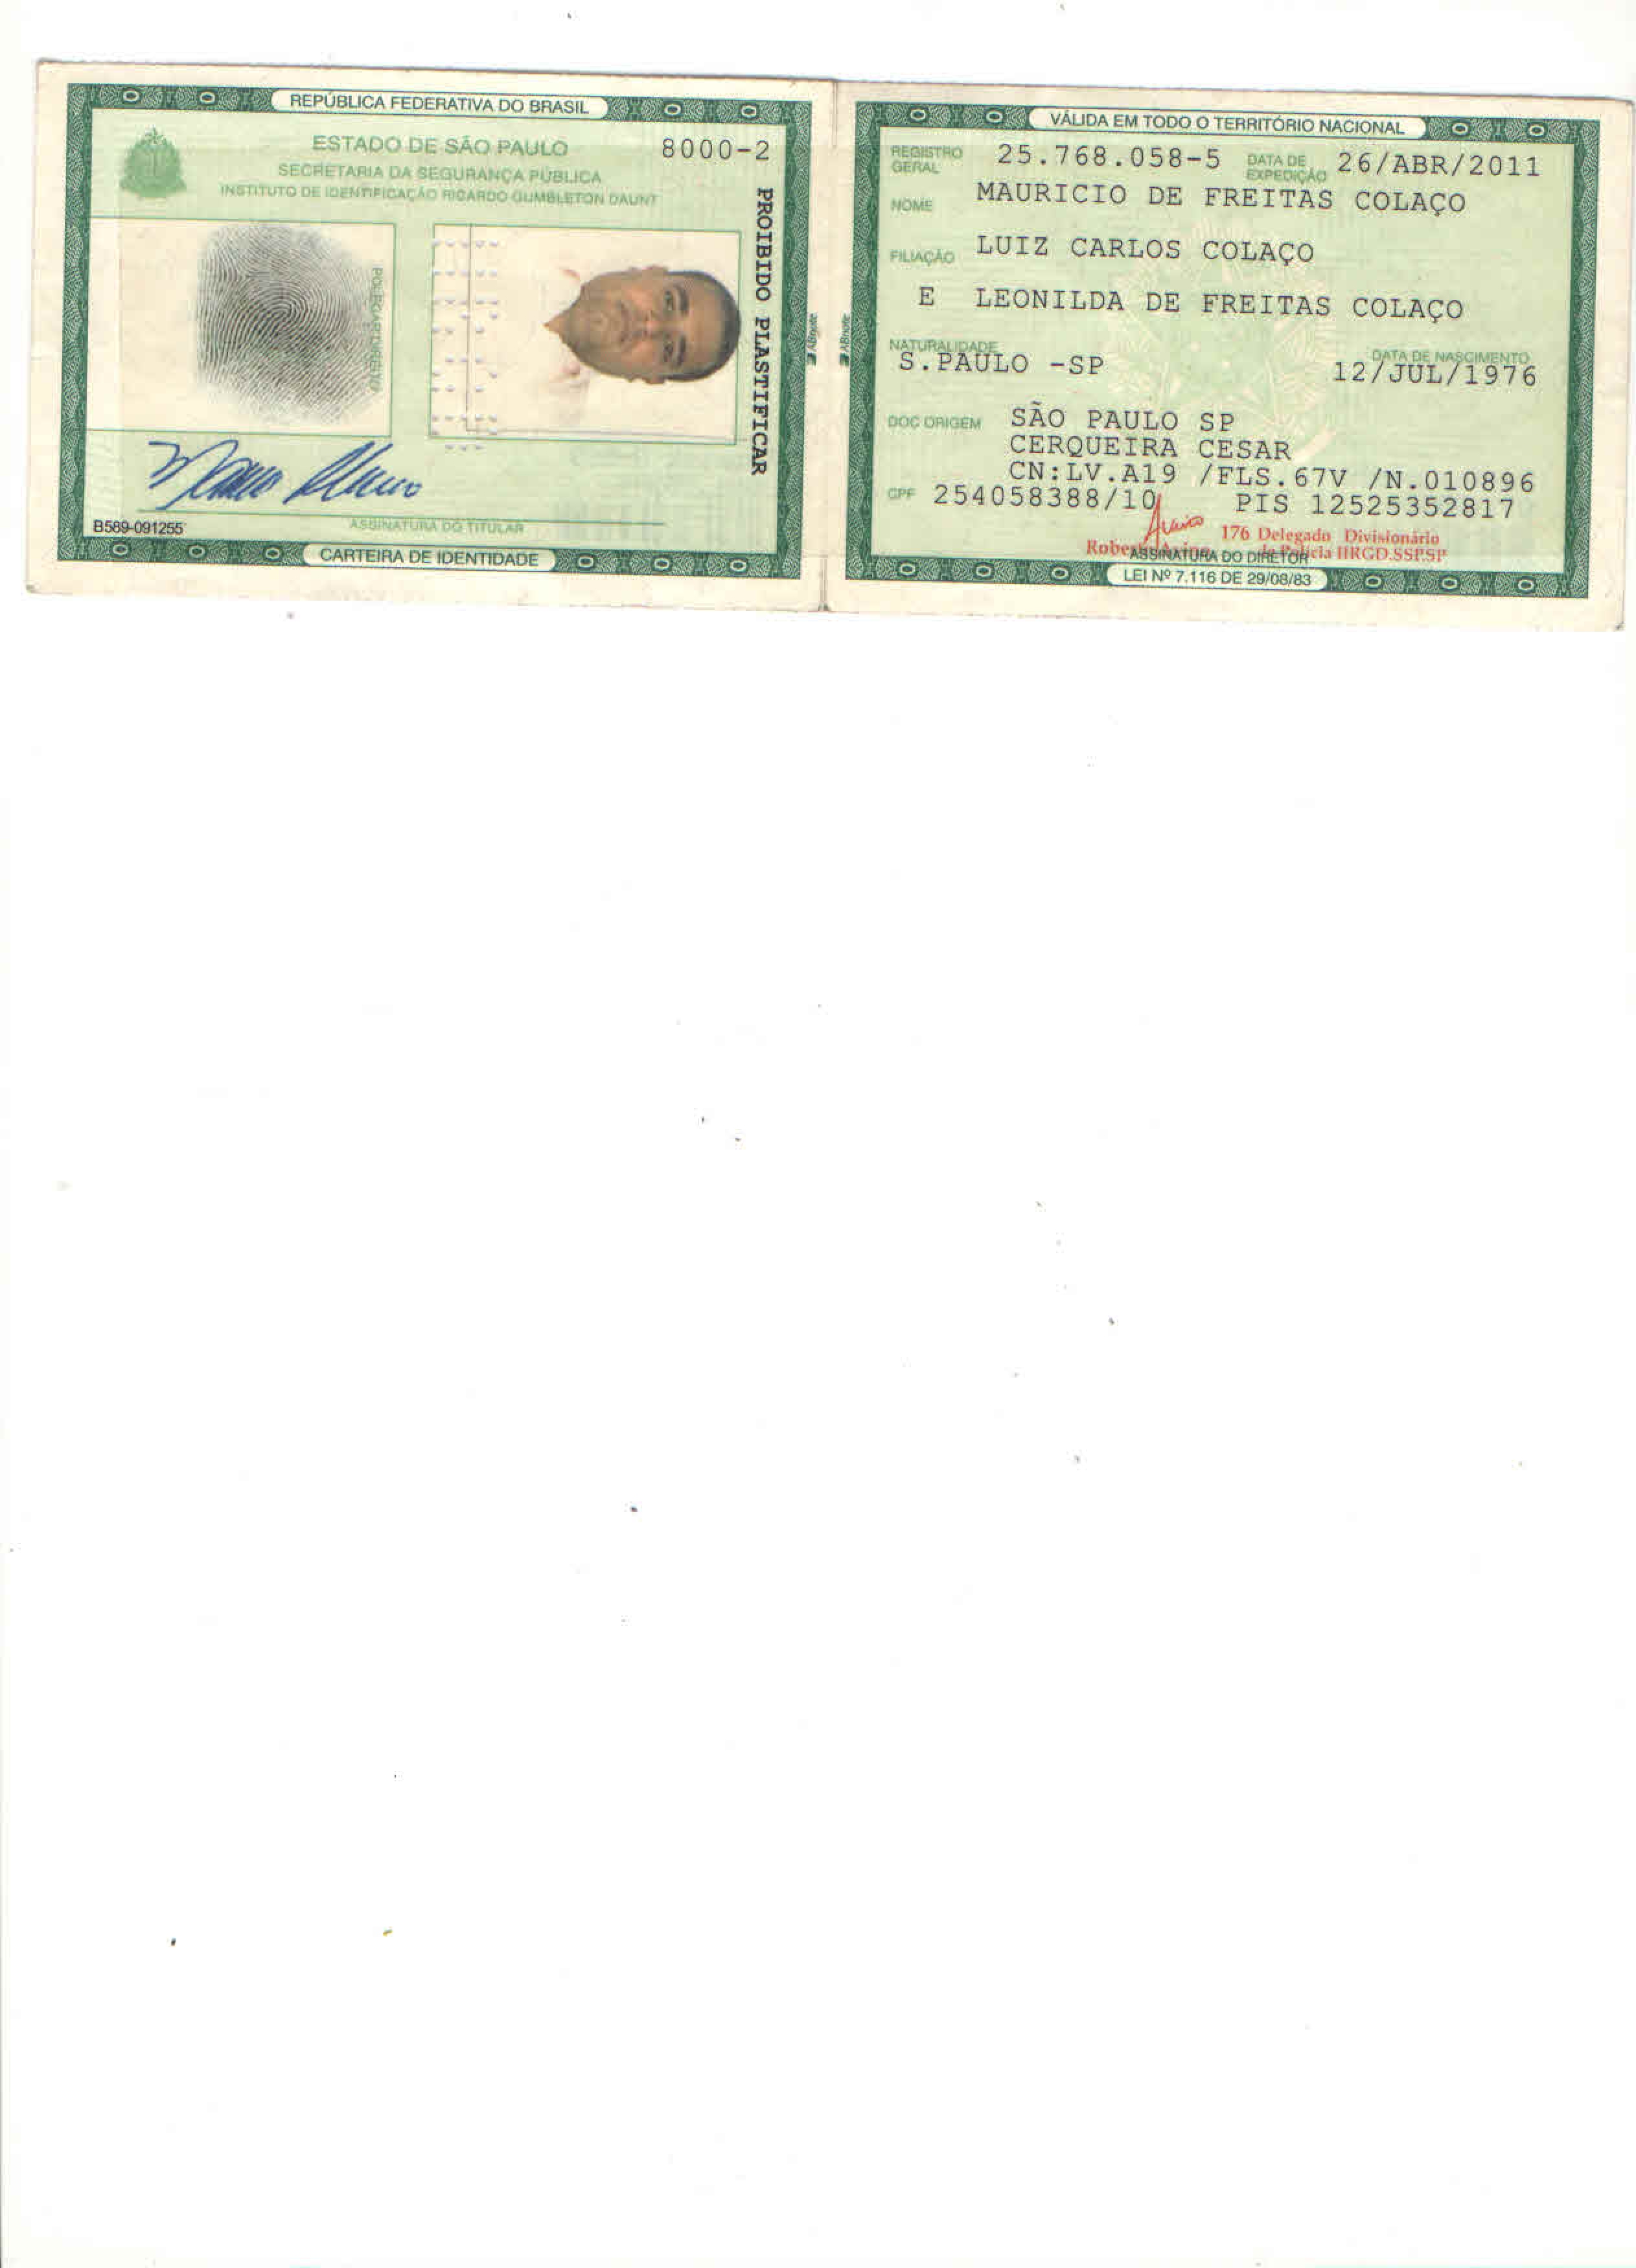 REPÚBLICA FEDERATIVA DO BRASIL
ESTADO DE SÃO PAULO
8000-2
SECRETARIA DA SEGURANÇA PÚBLICA
INSTITUTO DE IDENTIFICAÇÃO RICARDO GUMBLETON DAUNT
POLEGAR DIREITO
PROIBIDO PLASTIFICAR
B589-091255
ASSINATURA DO TITULAR
CARTEIRA DE IDENTIDADE
ABnote
ABnote
VÁLIDA EM TODO O TERRITÓRIO NACIONAL
REGISTRO GERAL 25.768.058-5 DATA DE EXPEDIÇÃO 26/ABR/2011
NOME MAURICIO DE FREITAS COLAÇO
FILIAÇÃO LUIZ CARLOS COLAÇO
E LEONILDA DE FREITAS COLAÇO
NATURALIDADE DATA DE NASCIMENTO
S.PAULO -SP 12/JUL/1976
DOC ORIGEM SÃO PAULO SP
CERQUEIRA CESAR
CN:LV.A19 /FLS.67V /N.010896
CPF 254058388/10 PIS 12525352817
176 Delegado Divisionário
de Polícia IIRGD.SSP.SP
ASSINATURA DO DIRETOR
LEI Nº 7.116 DE 29/08/83